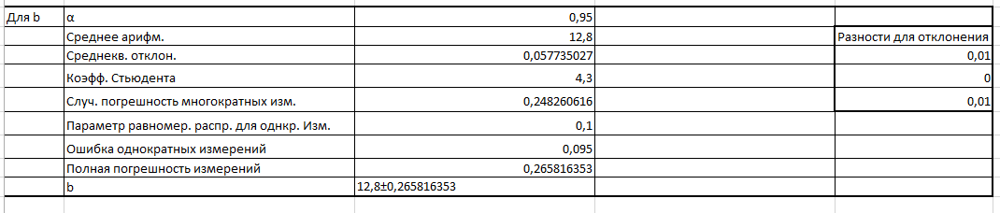 Для b α 0,95
Среднее арифм. 12,8 Разности для отклонения
Среднекв. отклон. 0,057735027 0,01
Коэфф. Стьюдента 4,3 0
Случ. погрешность многократных изм. 0,248260616 0,01
Параметр равномер. распр. для однкр. Изм. 0,1
Ошибка однократных измерений 0,095
Полная погрешность измерений 0,265816353
b 12,8±0,265816353